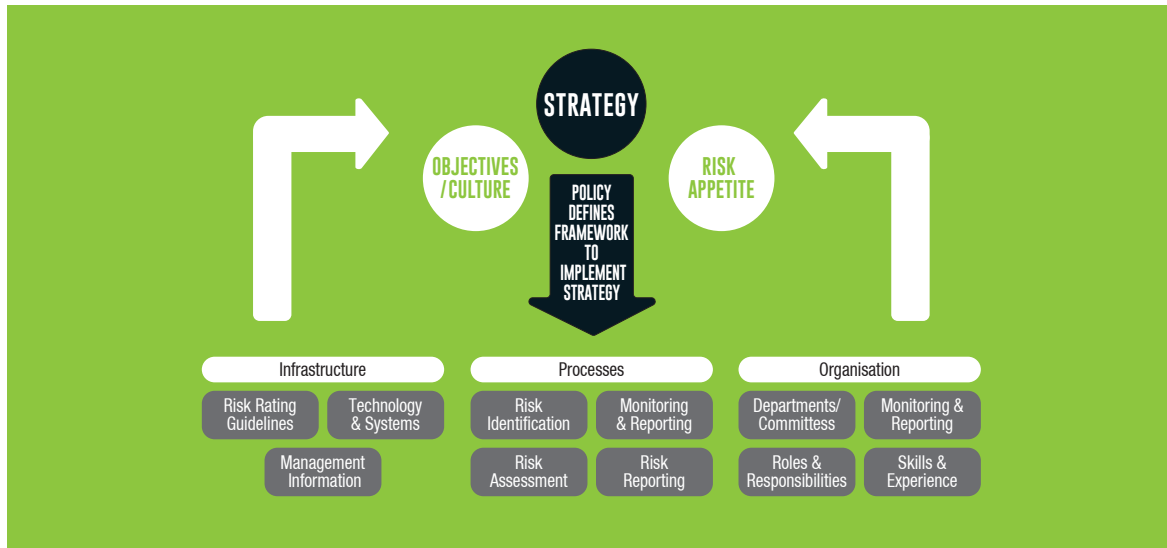 STRATEGY
OBJECTIVES
/ CULTURE
RISK
APPETITE
POLICY
DEFINES
FRAMEWORK
TO
IMPLEMENT
STRATEGY
Infrastructure
Risk Rating
Guidelines
Technology
& Systems
Management
Information
Processes
Risk
Identification
Monitoring
& Reporting
Risk
Assessment
Risk
Reporting
Organisation
Departments/
Committess
Monitoring &
Reporting
Roles &
Responsibilities
Skills &
Experience